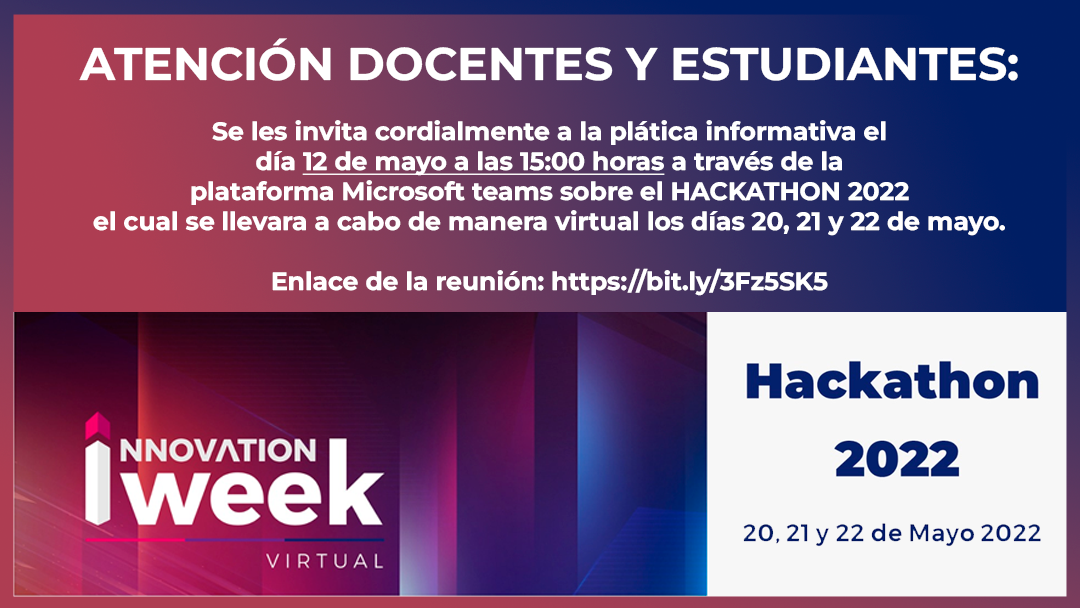 ATENCIÓN DOCENTES Y ESTUDIANTES:
Se les invita cordialmente a la plática informativa el
día 12 de mayo a las 15:00 horas a través de la
plataforma Microsoft teams sobre el HACKATHON 2022
el cual se llevara a cabo de manera virtual los días 20, 21 y 22 de mayo.
Enlace de la reunión: https://bit.ly/3Fz5SK5
INNOVATION
week
VIRTUAL
Hackathon
2022
20, 21 y 22 de Mayo 2022